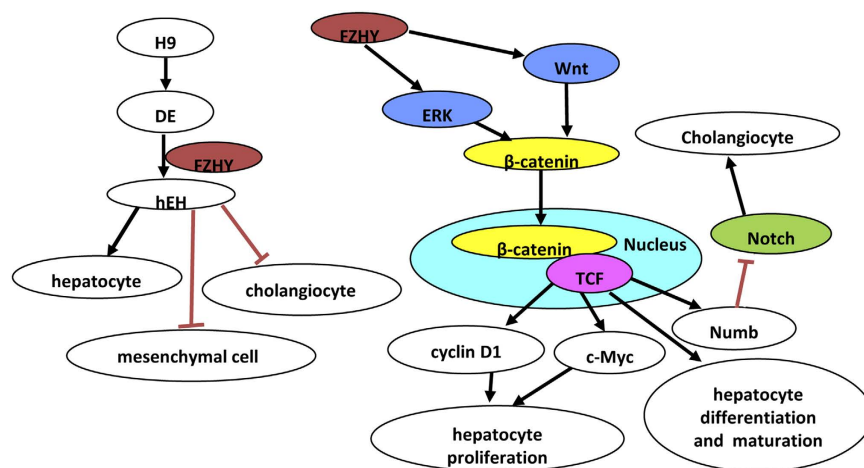 H9
DE
FZHY
hEH
hepatocyte
cholangiocyte
mesenchymal cell
FZHY
Wnt
ERK
β-catenin
Cholangiocyte
β-catenin
Nucleus
Notch
TCF
Numb
cyclin D1
c-Myc
hepatocyte
proliferation
hepatocyte
differentiation
and maturation